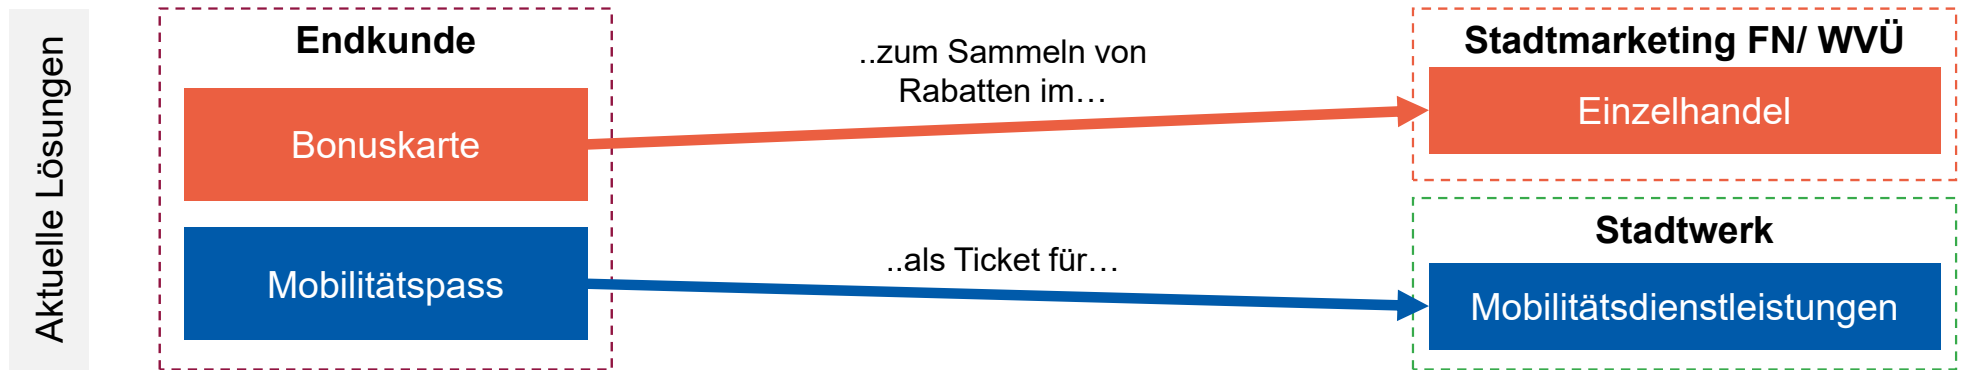 Aktuelle Lösungen
Endkunde
Bonuskarte
Mobilitätspass
..zum Sammeln von
Rabatten im…
..als Ticket für…
Stadtmarketing FN/ WVÜ
Einzelhandel
Stadtwerk
Mobilitätsdienstleistungen